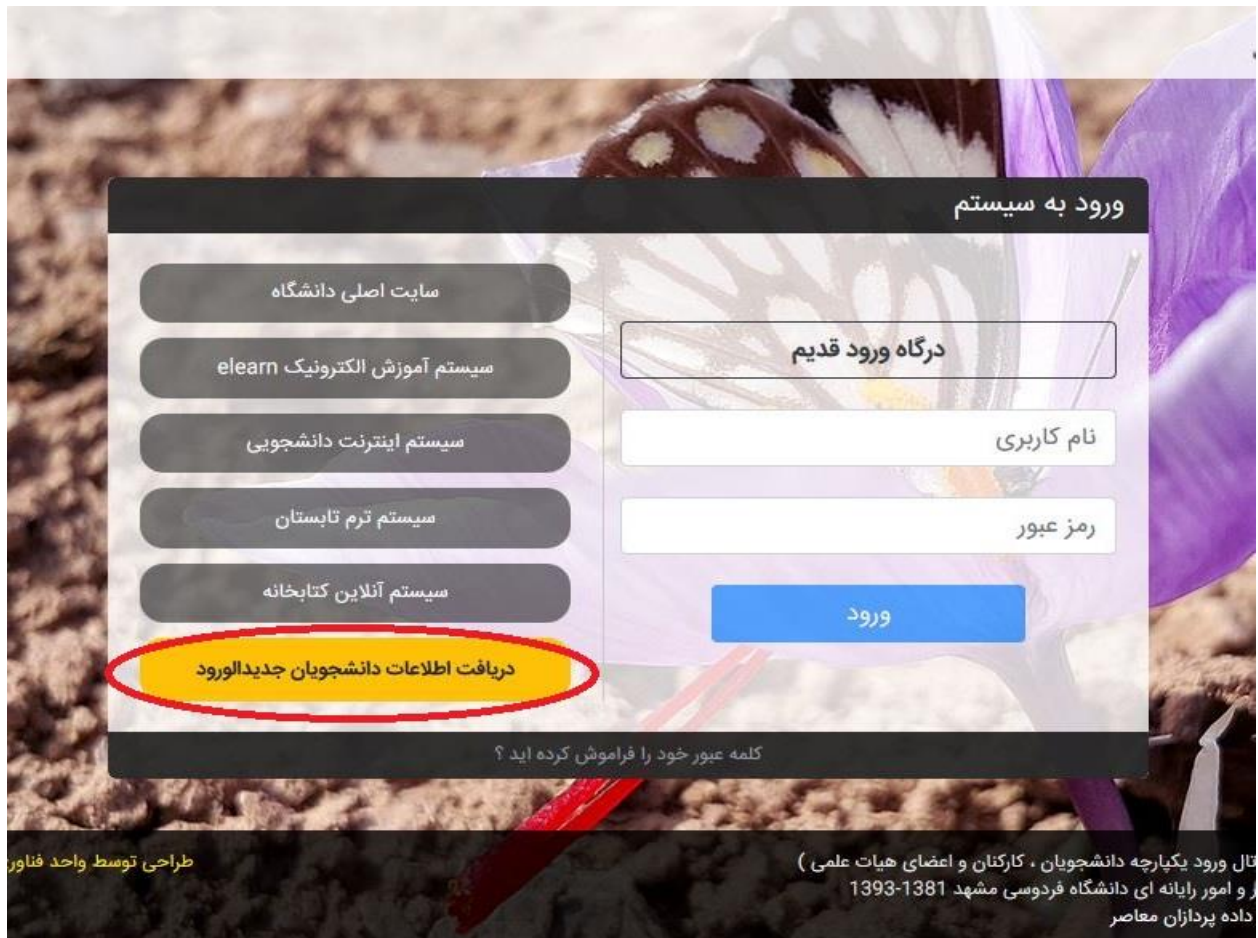 ورود به سیستم
درگاه ورود قدیم
نام کاربری
رمز عبور
ورود
سایت اصلی دانشگاه
سیستم آموزش الکترونیک elearn
سیستم اینترنت دانشجویی
سیستم ترم تابستان
سیستم آنلاین کتابخانه
دریافت اطلاعات دانشجویان جدیدالورود
کلمه عبور خود را فراموش کرده اید ؟
ورود یکپارچه دانشجویان ، کارکنان و اعضای هیات علمی )
و امور رایانه ای دانشگاه فردوسی مشهد 1381-1393
داده پردازان معاصر
طراحی توسط واحد